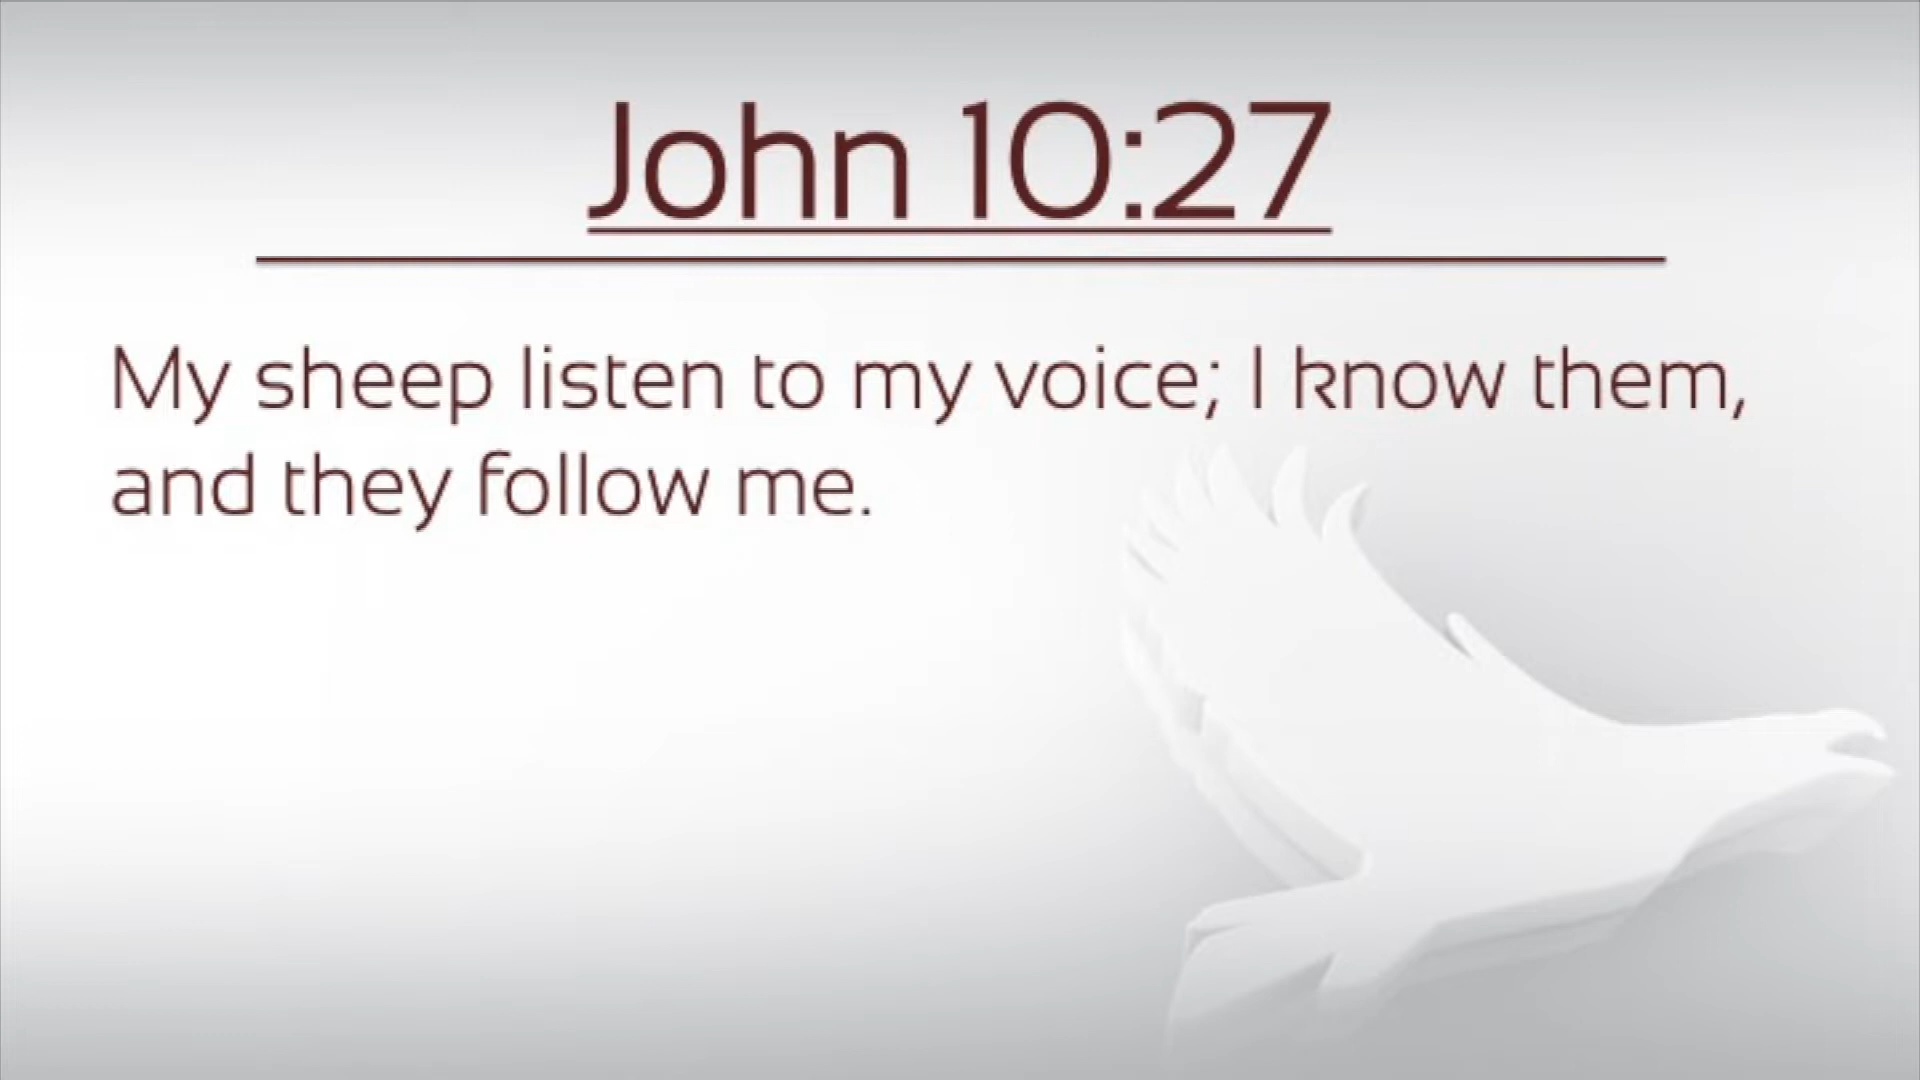 John 10:27
My sheep listen to my voice; I know them,
and they follow me.